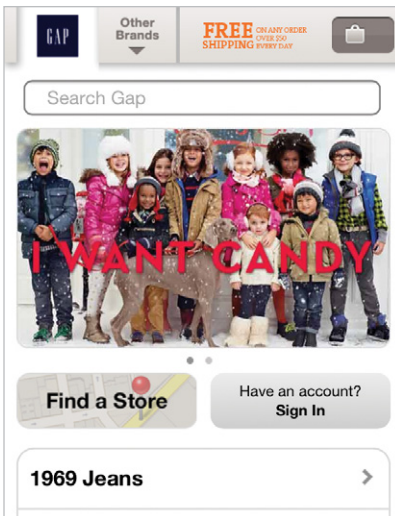 GAP
Other
Brands
FREE
SHIPPING
ON ANY ORDER
OVER $50
EVERY DAY
Search Gap
I WANT CANDY
Find a Store
Have an account?
Sign In
1969 Jeans